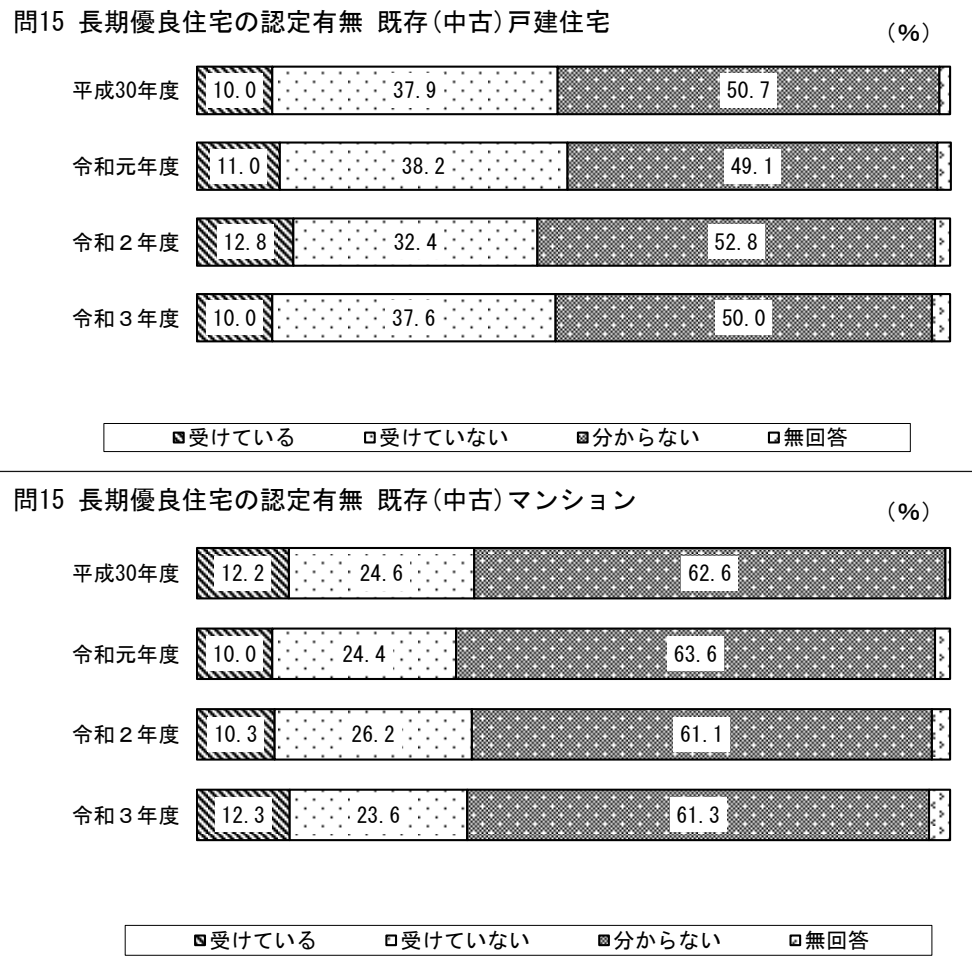 問15 長期優良住宅の認定有無 既存(中古)戸建住宅
（%）
平成30年度 10.0 37.9 50.7
令和元年度 11.0 38.2 49.1
令和２年度 12.8 32.4 52.8
令和３年度 10.0 37.6 50.0
受けている 受けていない 分からない 無回答
問15 長期優良住宅の認定有無 既存(中古)マンション
（%）
平成30年度 12.2 24.6 62.6
令和元年度 10.0 24.4 63.6
令和２年度 10.3 26.2 61.1
令和３年度 12.3 23.6 61.3
受けている 受けていない 分からない 無回答